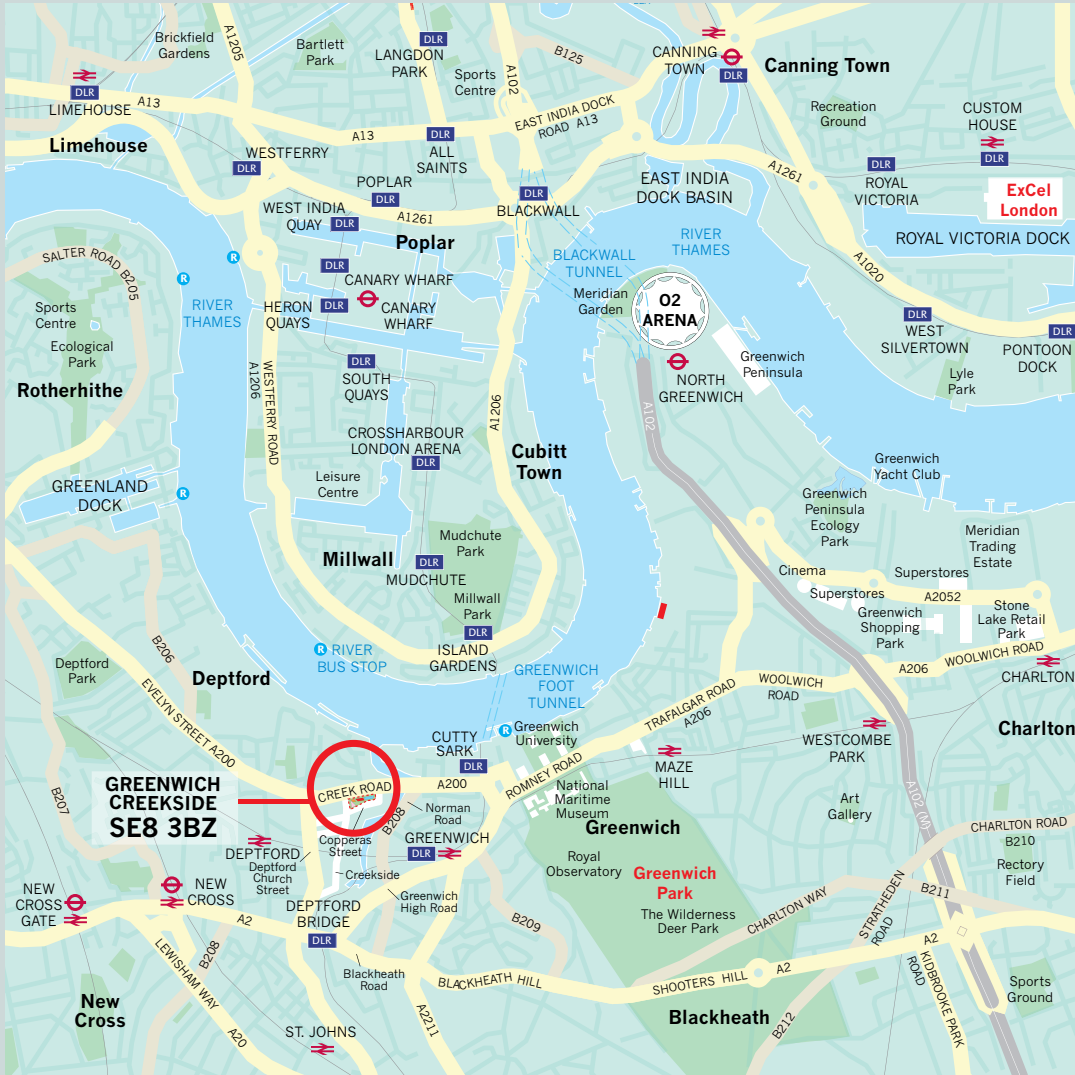 Brickfield
Gardens
A1205
Bartlett
Park
DLR
LANGDON
PARK
Sports
Centre
A102
B125
CANNING
TOWN
DLR
Canning Town
DLR
LIMEHOUSE
A13
Limehouse
A13
EAST INDIA DOCK
ROAD A13
Recreation
Ground
CUSTOM
HOUSE
DLR
WESTFERRY
DLR
DLR
ALL
SAINTS
POPLAR
DLR
A1261
WEST INDIA
QUAY
DLR
Poplar
DLR
BLACKWALL
EAST INDIA
DOCK BASIN
A1261
DLR
ROYAL
VICTORIA
ExCel
London
ROYAL VICTORIA DOCK
RIVER
THAMES
BLACKWALL
TUNNEL
A1020
SALTER ROAD B205
R
R
RIVER
THAMES
DLR
CANARY WHARF
HERON
QUAYS
DLR
CANARY
WHARF
Meridian
Garden
O2
ARENA
Sports
Centre
Ecological
Park
Rotherhithe
A1206
WESTFERRY ROAD
DLR
SOUTH
QUAYS
A1206
NORTH
GREENWICH
A102
Greenwich
Peninsula
DLR
WEST
SILVERTOWN
DLR
PONTOON
DOCK
Lyle
Park
CROSSHARBOUR
LONDON ARENA
DLR
Cubitt
Town
Leisure
Centre
GREENLAND
DOCK
R
Greenwich
Yacht Club
Greenwich
Peninsula
Ecology
Park
Meridian
Trading
Estate
Millwall
Mudchute
Park
DLR
MUDCHUTE
Millwall
Park
DLR
ISLAND
GARDENS
Cinema
Superstores
Superstores
A2052
Greenwich
Shopping
Park
Stone
Lake Retail
Park
B206
Deptford
Park
Deptford
R RIVER
BUS STOP
GREENWICH
FOOT
TUNNEL
A206
WOOLWICH ROAD
CHARLTON
EVELYN STREET A200
WOOLWICH
ROAD
TRAFALGAR ROAD
A206
WESTCOMBE
PARK
Charlton
CUTTY
SARK
DLR
R
Greenwich
University
MAZE
HILL
GREENWICH
CREEKSIDE
SE8 3BZ
CREEK ROAD
A200
ROMNEY ROAD
National
Maritime
Museum
Greenwich
B207
Norman
Road
B208
Copperas
Street
GREENWICH
DLR
Art
Gallery
A102 (M)
CHARLTON ROAD
B210
Rectory
Field
DEPTFORD
Deptford
Church
Street
Creekside
Royal
Observatory
Greenwich
Park
The Wilderness
Deer Park
CHARLTON WAY
STRATHEDEN
ROAD
B211
NEW
CROSS
GATE
NEW
CROSS
DEPTFORD
BRIDGE
DLR
Greenwich
High Road
A2
B209
B208
LEWISHAM WAY
Blackheath
Road
BLACKHEATH HILL
SHOOTERS HILL
A2
A2
KIDBROOKE PARK
ROAD
Sports
Ground
New
Cross
A20
ST. JOHNS
A2211
Blackheath
B212